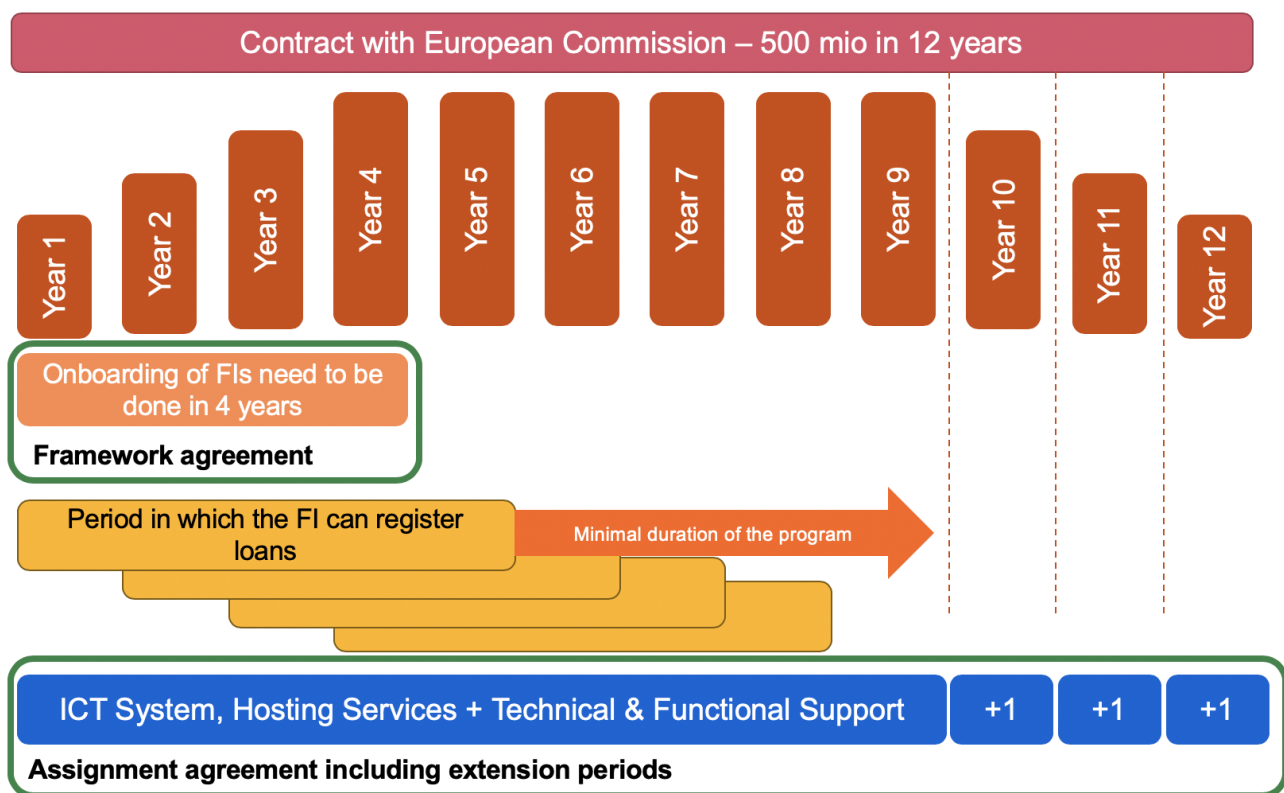 Contract with European Commission – 500 mio in 12 years
Year 1
Year 2
Year 3
Year 4
Year 5
Year 6
Year 7
Year 8
Year 9
Year 10
Year 11
Year 12
Onboarding of FIs need to be
done in 4 years
Framework agreement
Period in which the FI can register
loans
Minimal duration of the program
ICT System, Hosting Services + Technical & Functional Support
+1
+1
+1
Assignment agreement including extension periods